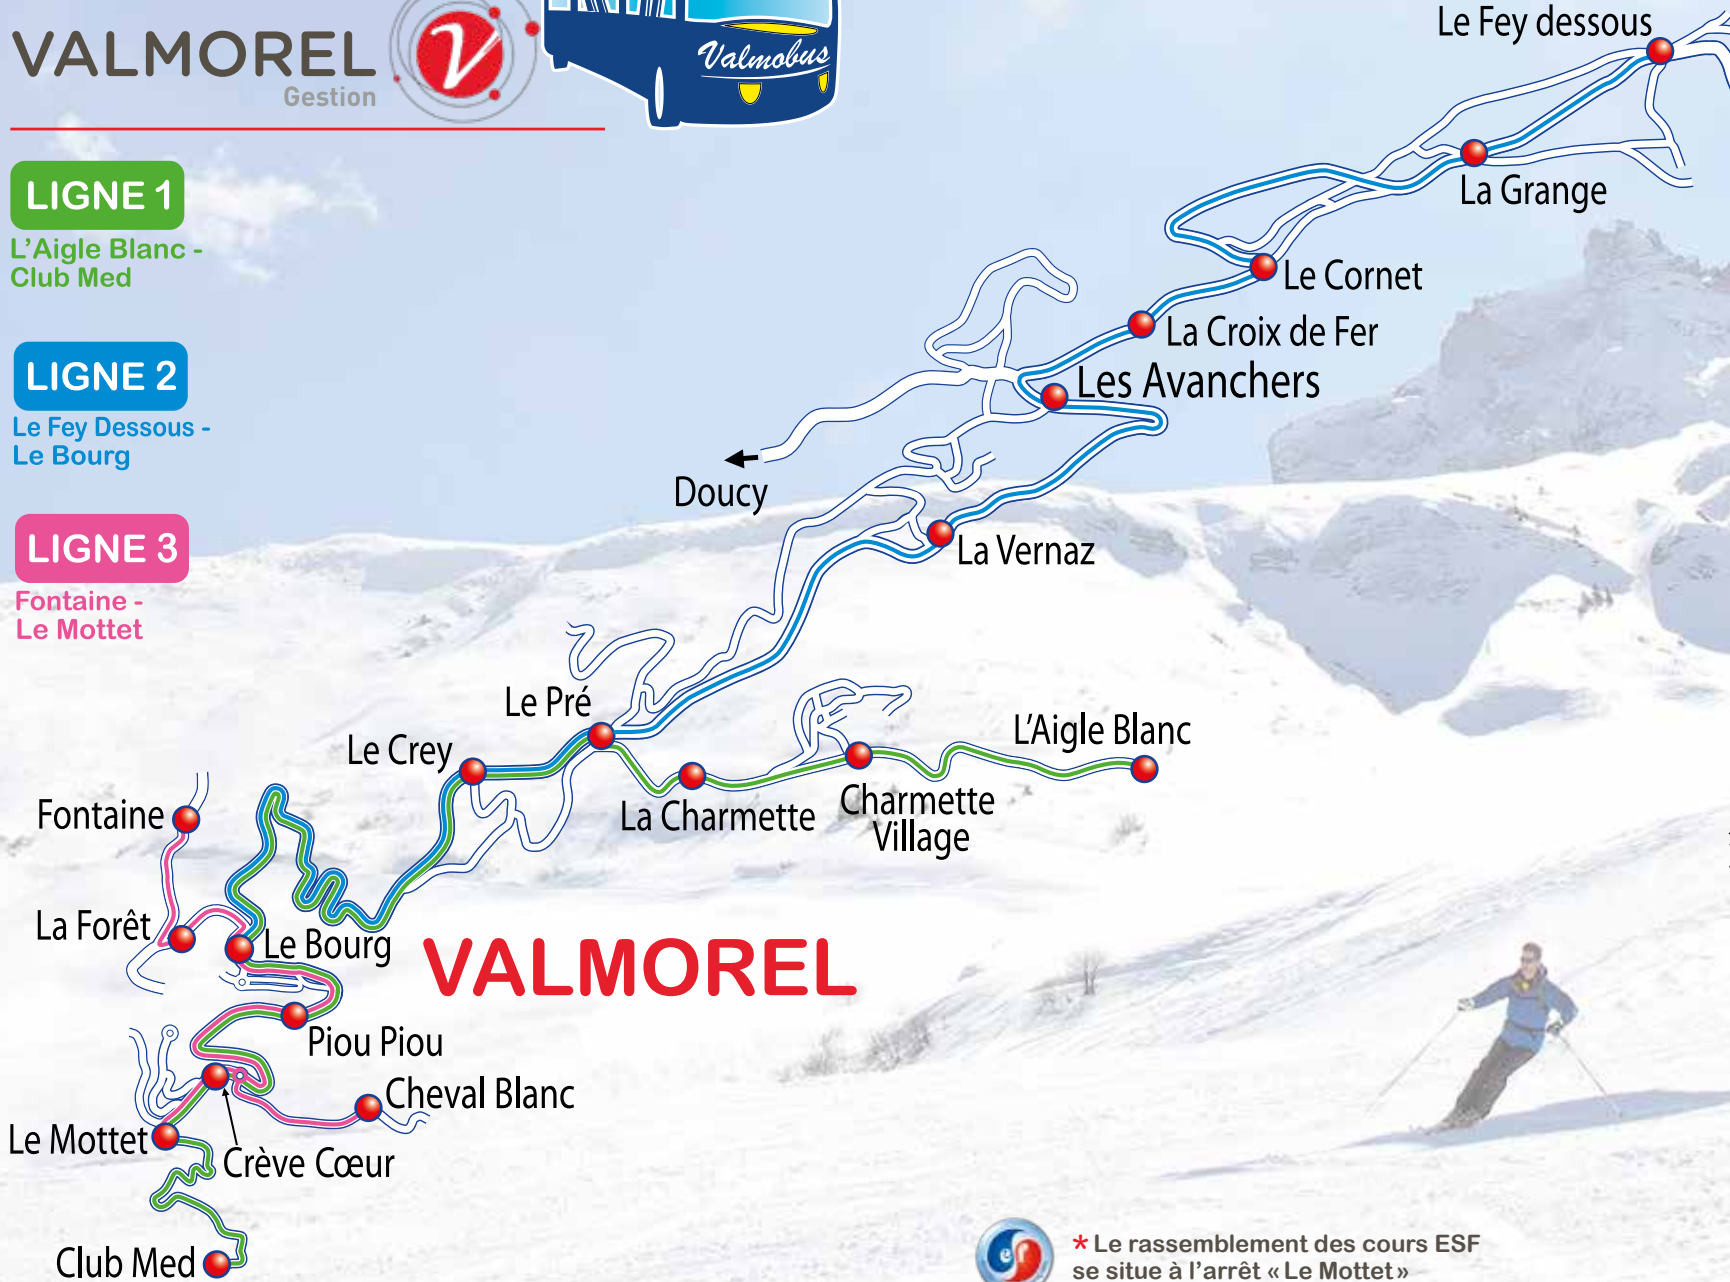 VALMOREL
Gestion
Valmobus
LIGNE 1
L'Aigle Blanc -
Club Med
LIGNE 2
Le Fey Dessous -
Le Bourg
LIGNE 3
Fontaine -
Le Mottet
Le Fey dessous
La Grange
Le Cornet
La Croix de Fer
Les Avanchers
Doucy
La Vernaz
Le Pré
Le Crey
L'Aigle Blanc
La Charmette
Charmette
Village
Fontaine
La Forêt
Le Bourg
VALMOREL
Piou Piou
Cheval Blanc
Le Mottet
Crève Cœur
Club Med
* Le rassemblement des cours ESF
se situe à l'arrêt « Le Mottet »